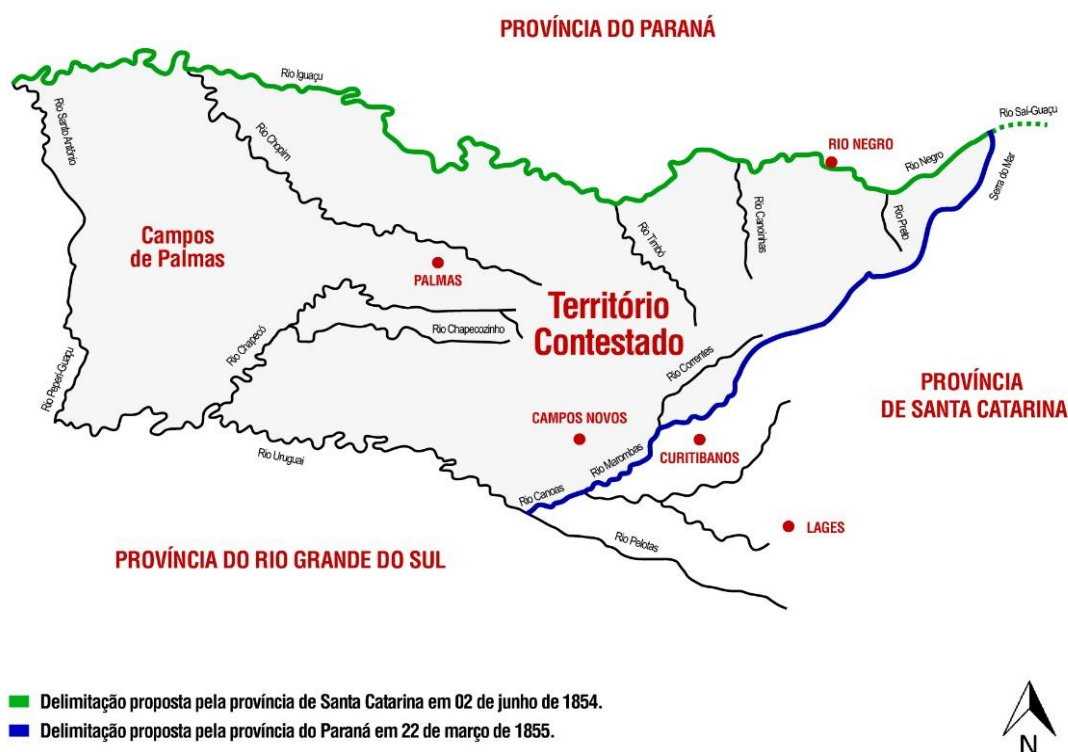 PROVÍNCIA DO PARANÁ
Rio Iguaçu
Rio Saí-Guaçu
Rio Santo Antônio
Rio Chopim
RIO NEGRO
Rio Negro
Serra do Mar
Rio Canoinhas
Rio Preto
Rio Timbó
Campos
de Palmas
PALMAS
Território
Contestado
Rio Chapecozinho
Rio Chapecó
Rio Peperi-Guaçu
Rio Correntes
PROVÍNCIA
DE SANTA CATARINA
CAMPOS NOVOS
CURITIBANOS
Rio Marombas
Rio Uruguai
Rio Canoas
LAGES
Rio Pelotas
PROVÍNCIA DO RIO GRANDE DO SUL
Delimitação proposta pela província de Santa Catarina em 02 de junho de 1854.
Delimitação proposta pela província do Paraná em 22 de março de 1855.
N